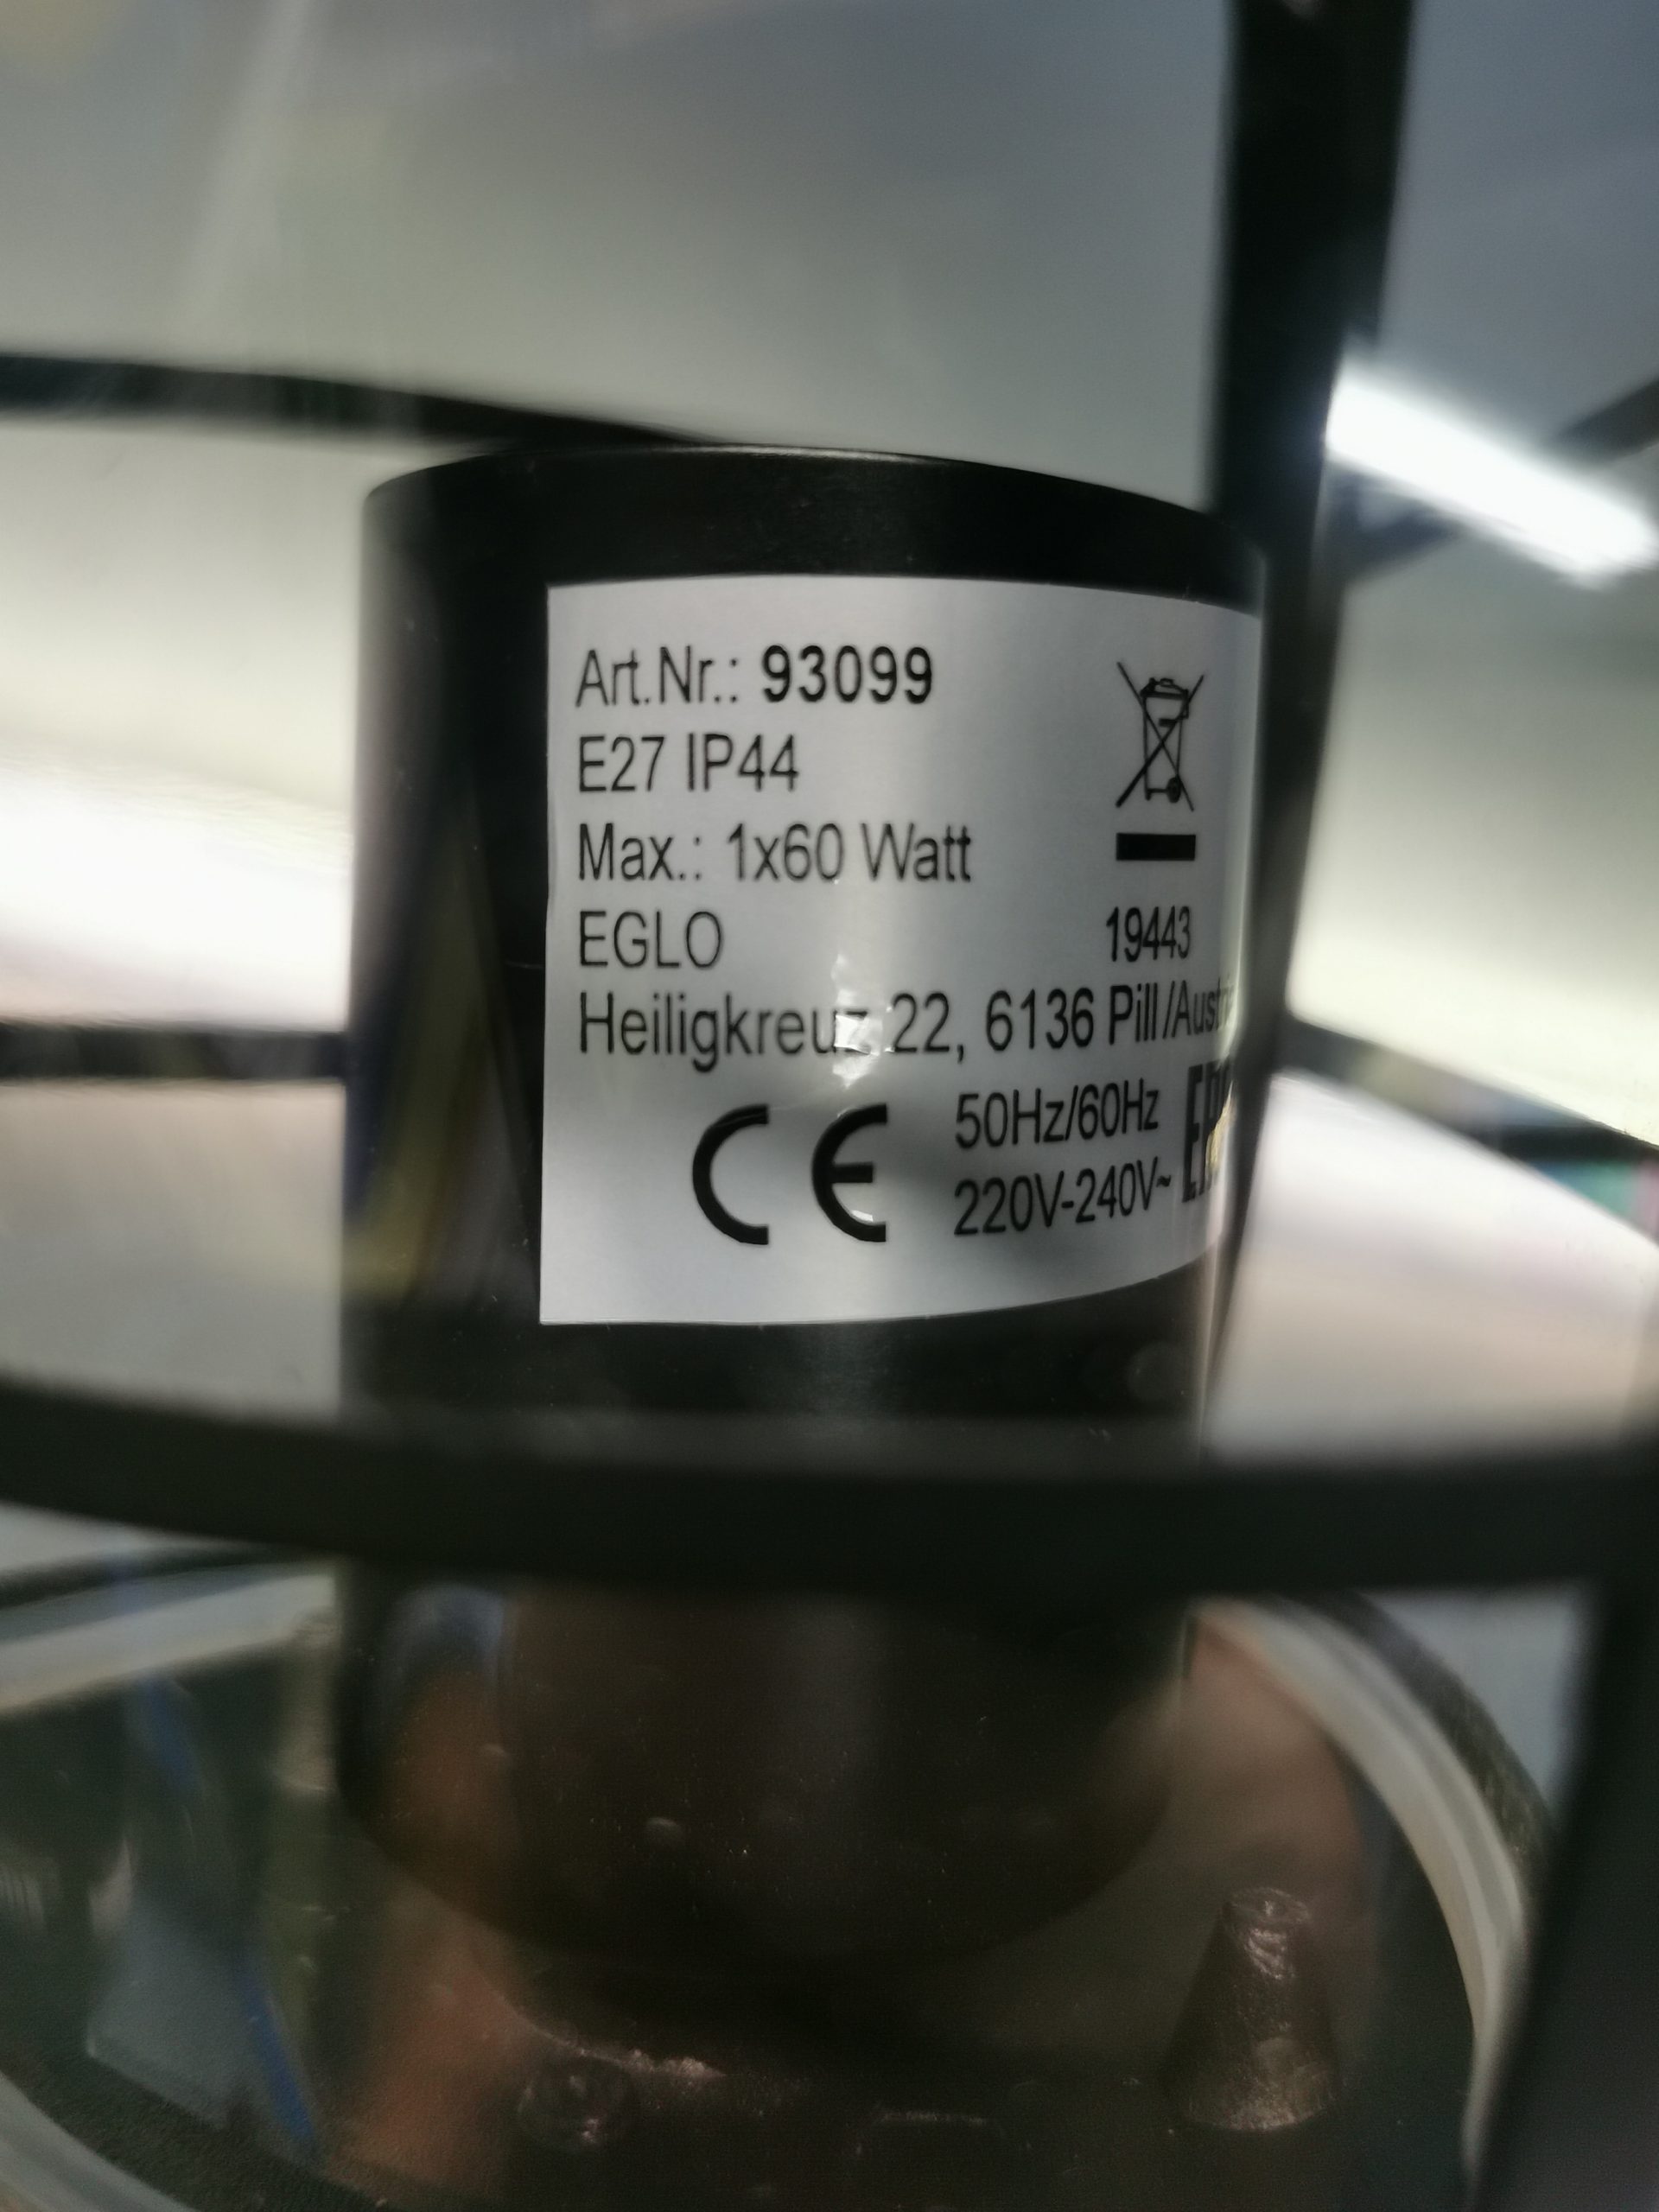 Art.Nr.: 93099
E27 IP44
Max.: 1x60 Watt
EGLO
19443
Heiligkreuz 22, 6136 Pill /Austria
CE
50Hz/60Hz
220V-240V~